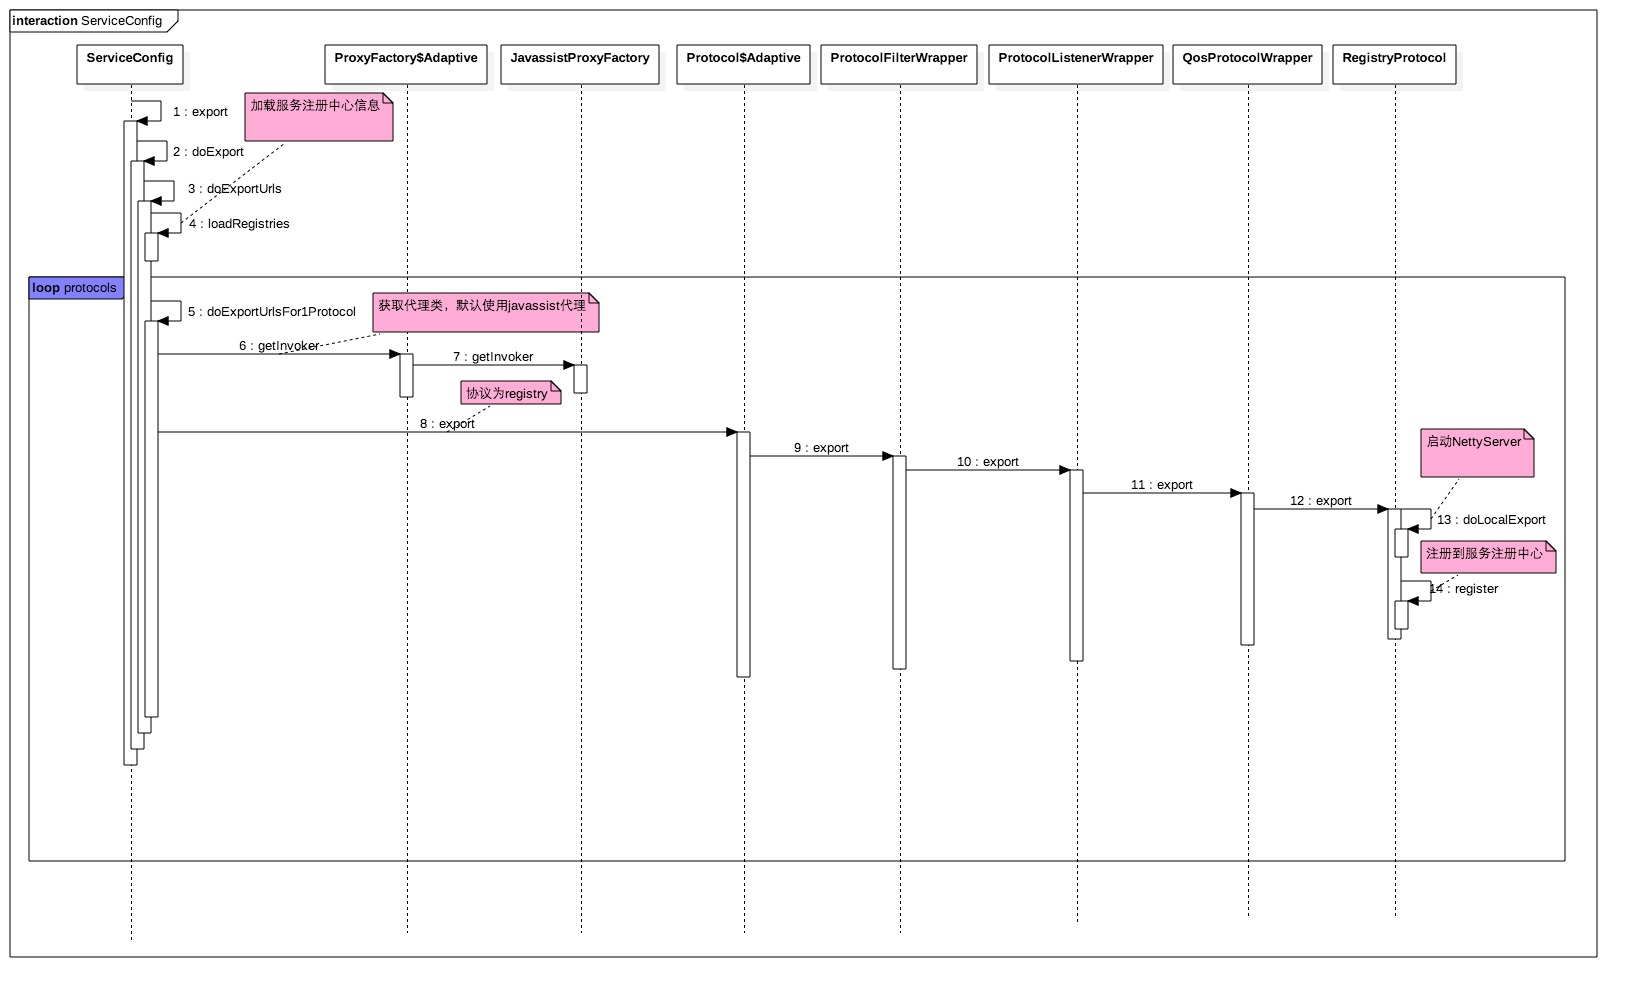 interaction ServiceConfig
ServiceConfig
ProxyFactory$Adaptive
JavassistProxyFactory
Protocol$Adaptive
ProtocolFilterWrapper
ProtocolListenerWrapper
QosProtocolWrapper
RegistryProtocol
1 : export
加载服务注册中心信息
2 : doExport
3 : doExportUrls
4 : loadRegistries
loop protocols
5 : doExportUrlsFor1Protocol
获取代理类，默认使用javassist代理
6 : getInvoker
7 : getInvoker
协议为registry
8 : export
9 : export
10 : export
11 : export
12 : export
启动NettyServer
13 : doLocalExport
注册到服务注册中心
14 : register